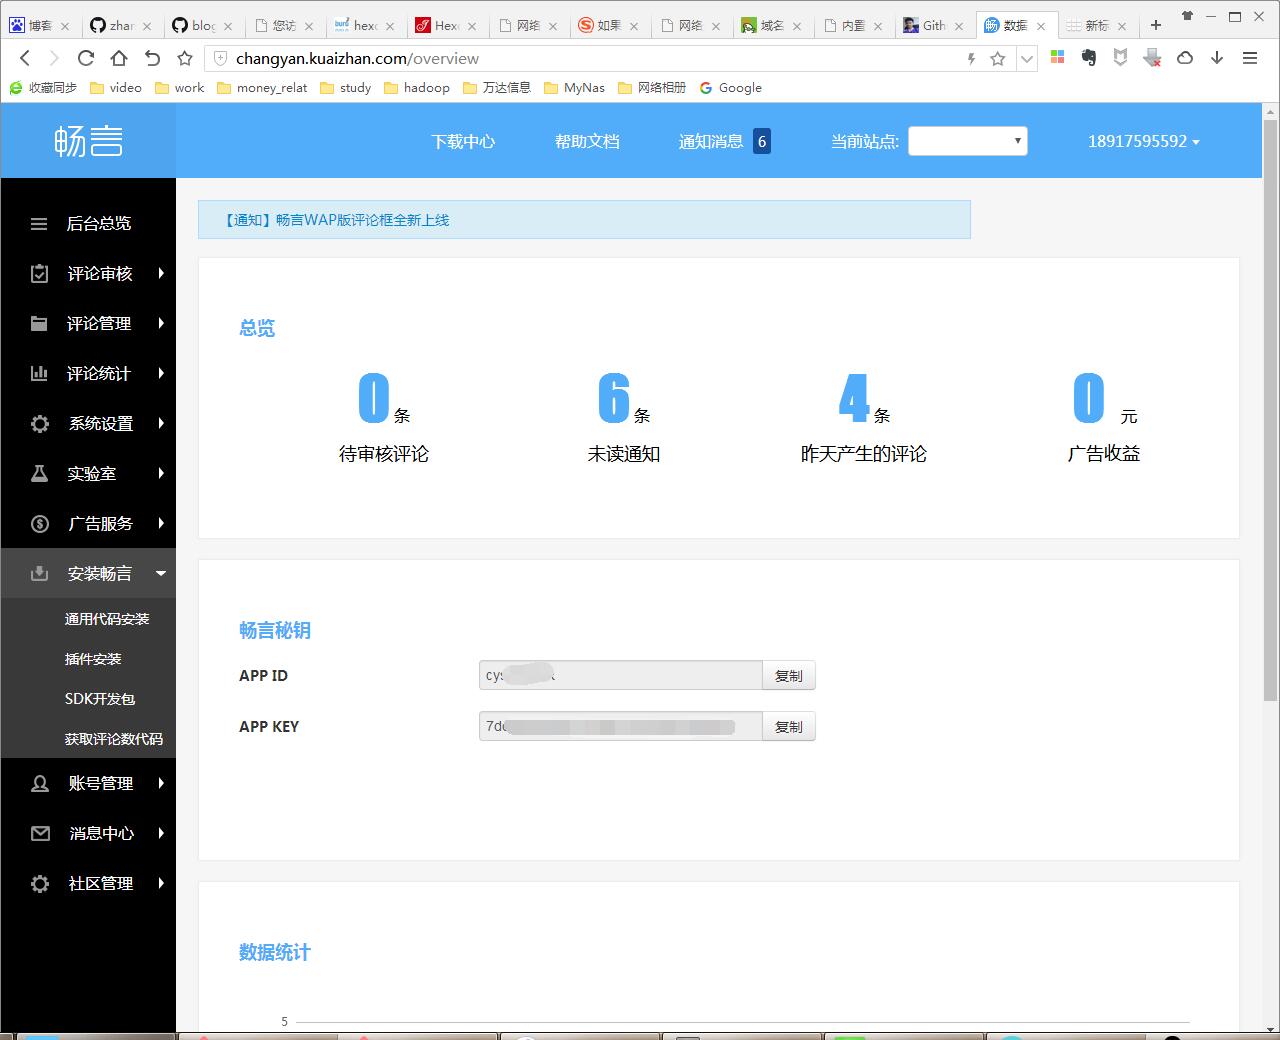 博客
zhar
blog
您访
hexo
Hexo
网络
如果
网络
域名
内置
Gith
数据
新标
changyan.kuaizhan.com/overview
收藏同步 video work money_relat study hadoop 万达信息 MyNas 网络相册 Google
畅言
下载中心 帮助文档 通知消息 6 当前站点: 18917595592
后台总览
评论审核
评论管理
评论统计
系统设置
实验室
广告服务
安装畅言
通用代码安装
插件安装
SDK开发包
获取评论数代码
账号管理
消息中心
社区管理
【通知】畅言WAP版评论框全新上线
总览
0 条 6 条 4 条 0 元
待审核评论 未读通知 昨天产生的评论 广告收益
畅言秘钥
APP ID cys 复制
APP KEY 7d 复制
数据统计
5